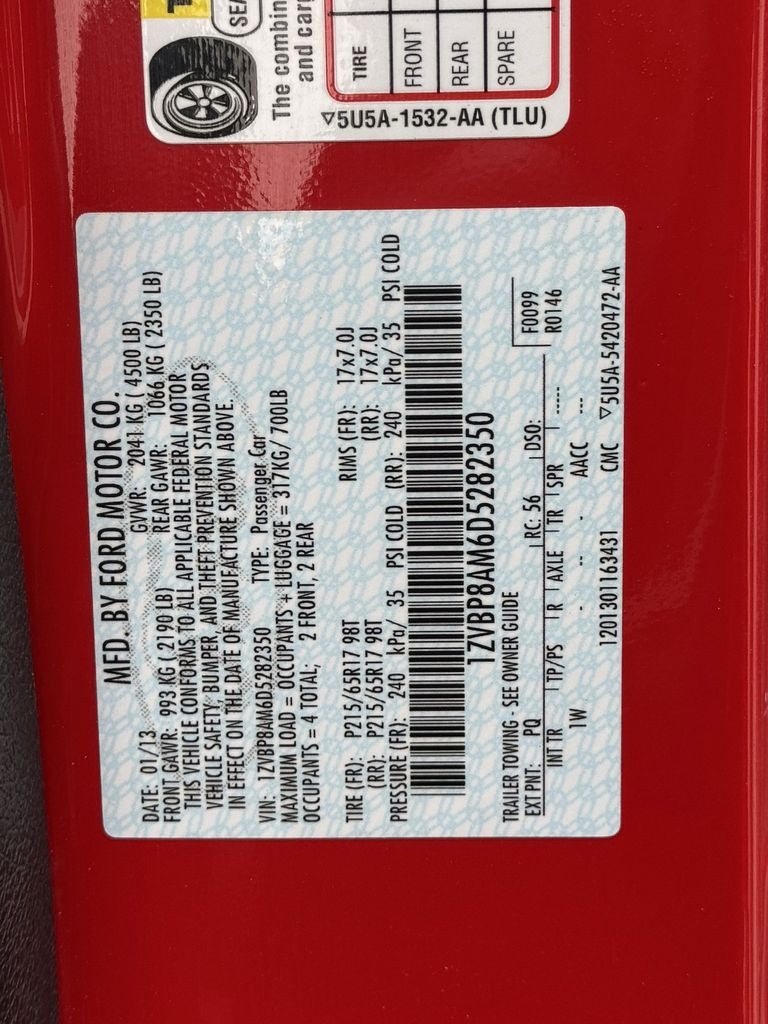 SEA
The combin
and carg
TIRE
FRONT
REAR
SPARE
▽5U5A-1532-AA (TLU)
MFD. BY FORD MOTOR CO.
DATE: 01/13 GVWR: 2041 KG ( 4500 LB)
FRONT GAWR: 993 KG ( 2190 LB) REAR GAWR: 1066 KG ( 2350 LB)
THIS VEHICLE CONFORMS TO ALL APPLICABLE FEDERAL MOTOR
VEHICLE SAFETY, BUMPER, AND THEFT PREVENTION STANDARDS
IN EFFECT ON THE DATE OF MANUFACTURE SHOWN ABOVE.
VIN: 1ZVBP8AM6D5282350 TYPE: Passenger Car
MAXIMUM LOAD = OCCUPANTS + LUGGAGE = 317KG/ 700LB
OCCUPANTS = 4 TOTAL; 2 FRONT, 2 REAR
TIRE (FR): P215/65R17 98T RIMS (FR): 17x7.0J
(RR): P215/65R17 98T (RR): 17x7.0J
PRESSURE (FR): 240 kPa/ 35 PSI COLD (RR): 240 kPa/ 35 PSI COLD
1ZVBP8AM6D5282350
TRAILER TOWING - SEE OWNER GUIDE F0099
EXT PNT: PQ RC: 56 DSO: R0146
INT TR TP/PS R AXLE TR SPR -----
1W - -- - AACC ---
1201301163431 CMC ▽5U5A-5420472-AA